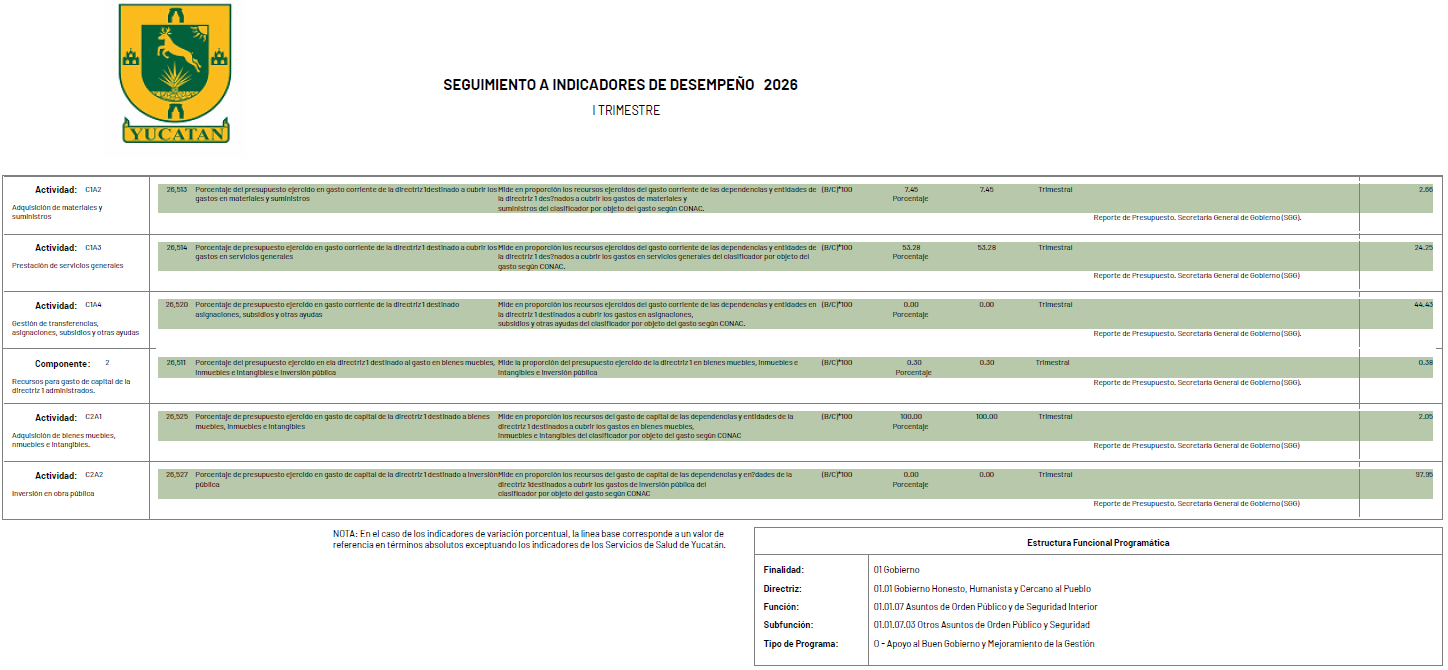 YUCATAN
SEGUIMIENTO A INDICADORES DE DESEMPEÑO 2026
I TRIMESTRE
Actividad: C1A2
Adquisición de materiales y
suministros
26,513
Porcentaje del presupuesto ejercido en gasto corriente de la directriz 1destinado a cubrir los
gastos en materiales y suministros
Mide en proporción los recursos ejercidos del gasto corriente de las dependencias y entidades de
la directriz 1 des?nados a cubrir los gastos de materiales y
suministros del clasificador por objeto del gasto según CONAC.
(B/C)*100
7.45
Porcentaje
7.45
Trimestral
Reporte de Presupuesto. Secretaría General de Gobierno (SGG).
2.66
Actividad: C1A3
Prestación de servicios generales
26,514
Porcentaje de presupuesto ejercido en gasto corriente de la directriz 1 destinado a cubrir los
gastos en servicios generales
Mide en proporción los recursos ejercidos del gasto corriente de las dependencias y entidades de
la directriz 1 des?nados a cubrir los gastos en servicios generales del clasificador por objeto del
gasto según CONAC.
(B/C)*100
53.28
Porcentaje
53.28
Trimestral
Reporte de Presupuesto. Secretaría General de Gobierno (SGG)
24.25
Actividad: C1A4
Gestión de transferencias,
asignaciones, subsidios y otras ayudas
26,520
Porcentaje de presupuesto ejercido en gasto corriente de la directriz 1 destinado
asignaciones, subsidios y otras ayudas
Mide en proporción los recursos ejercidos del gasto corriente de las dependencias y entidades en
la directriz 1 destinados a cubrir los gastos en asignaciones,
subsidios y otras ayudas del clasificador por objeto del gasto según CONAC.
(B/C)*100
0.00
Porcentaje
0.00
Trimestral
Reporte de Presupuesto. Secretaría General de Gobierno (SGG).
44.43
Componente: 2
Recursos para gasto de capital de la
directriz 1 administrados.
26,511
Porcentaje del presupuesto ejercido en ela directriz 1 destinado al gasto en bienes muebles,
inmuebles e intangibles e inversión pública
Mide la proporción del presupuesto ejercido de la directriz 1 en bienes muebles, inmuebles e
intangibles e inversión pública
(B/C)*100
0.30
Porcentaje
0.30
Trimestral
Reporte de Presupuesto. Secretaría General de Gobierno (SGG).
0.38
Actividad: C2A1
Adquisición de bienes muebles,
nmuebles e intangibles.
26,525
Porcentaje de presupuesto ejercido en gasto de capital de la directriz 1 destinado a bienes
muebles, inmuebles e intangibles
Mide en proporción los recursos del gasto de capital de las dependencias y entidades de la
directriz 1 destinados a cubrir los gastos en bienes muebles,
inmuebles e intangibles del clasificador por objeto del gasto según CONAC
(B/C)*100
100.00
Porcentaje
100.00
Trimestral
Reporte de Presupuesto. Secretaría General de Gobierno (SGG)
2.05
Actividad: C2A2
Inversión en obra pública
26,527
Porcentaje de presupuesto ejercido en gasto de capital de la directriz 1 destinado a inversión
pública
Mide en proporción los recursos del gasto de capital de las dependencias y en?dades de la
directriz 1destinados a cubrir los gastos de inversión pública del
clasificador por objeto del gasto según CONAC
(B/C)*100
0.00
Porcentaje
0.00
Trimestral
Reporte de Presupuesto. Secretaría General de Gobierno (SGG)
97.95
NOTA: En el caso de los indicadores de variación porcentual, la línea base corresponde a un valor de
referencia en términos absolutos exceptuando los indicadores de los Servicios de Salud de Yucatán.
Estructura Funcional Programática
Finalidad: 01 Gobierno
Directriz: 01.01 Gobierno Honesto, Humanista y Cercano al Pueblo
Función: 01.01.07 Asuntos de Orden Público y de Seguridad Interior
Subfunción: 01.01.07.03 Otros Asuntos de Orden Público y Seguridad
Tipo de Programa: O - Apoyo al Buen Gobierno y Mejoramiento de la Gestión